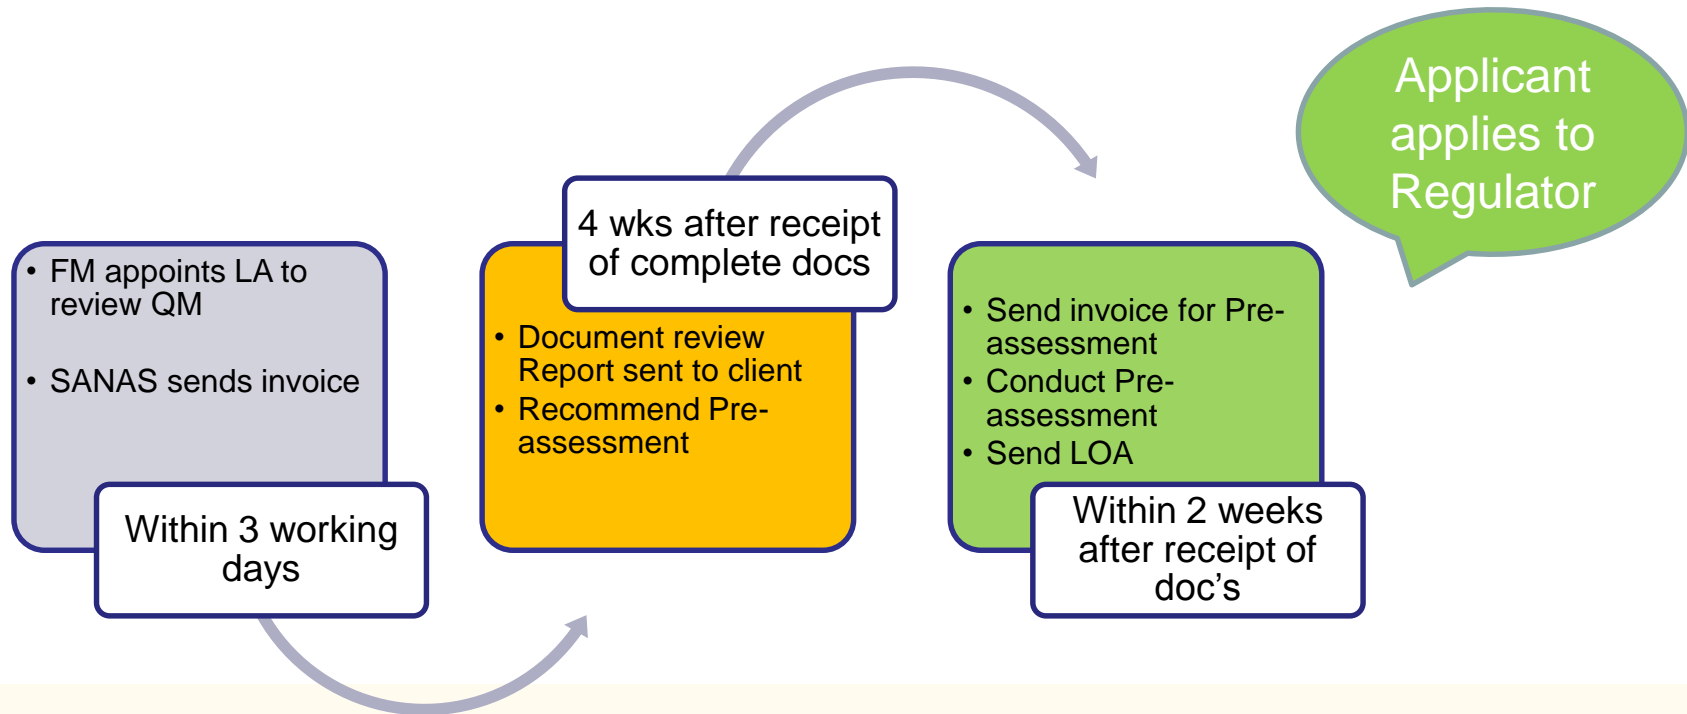 • FM appoints LA to
review QM
• SANAS sends invoice
Within 3 working
days
4 wks after receipt
of complete docs
• Document review
Report sent to client
• Recommend Pre-
assessment
• Send invoice for Pre-
assessment
• Conduct Pre-
assessment
• Send LOA
Within 2 weeks
after receipt of
doc’s
Applicant
applies to
Regulator